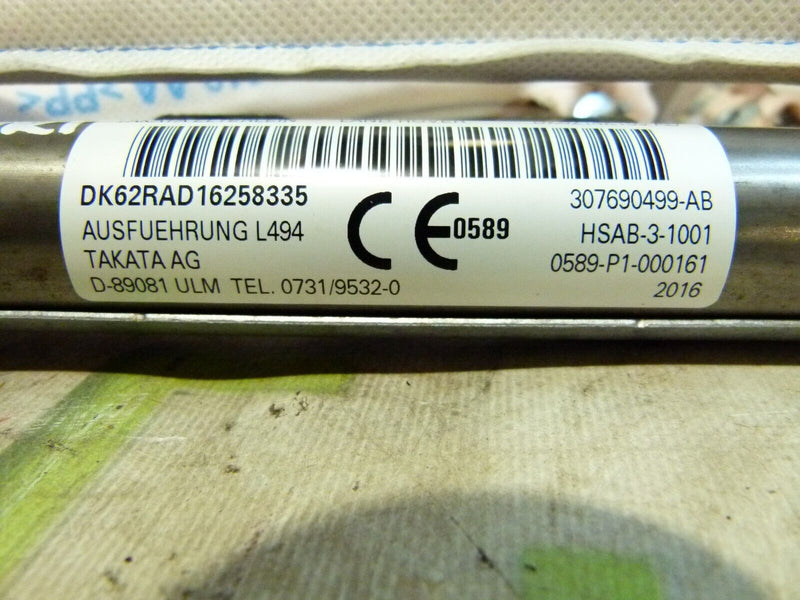 DK62RAD16258335
AUSFUEHRUNG L494
TAKATA AG
D-89081 ULM TEL. 0731/9532-0
CE 0589
307690499-AB
HSAB-3-1001
0589-P1-000161
2016